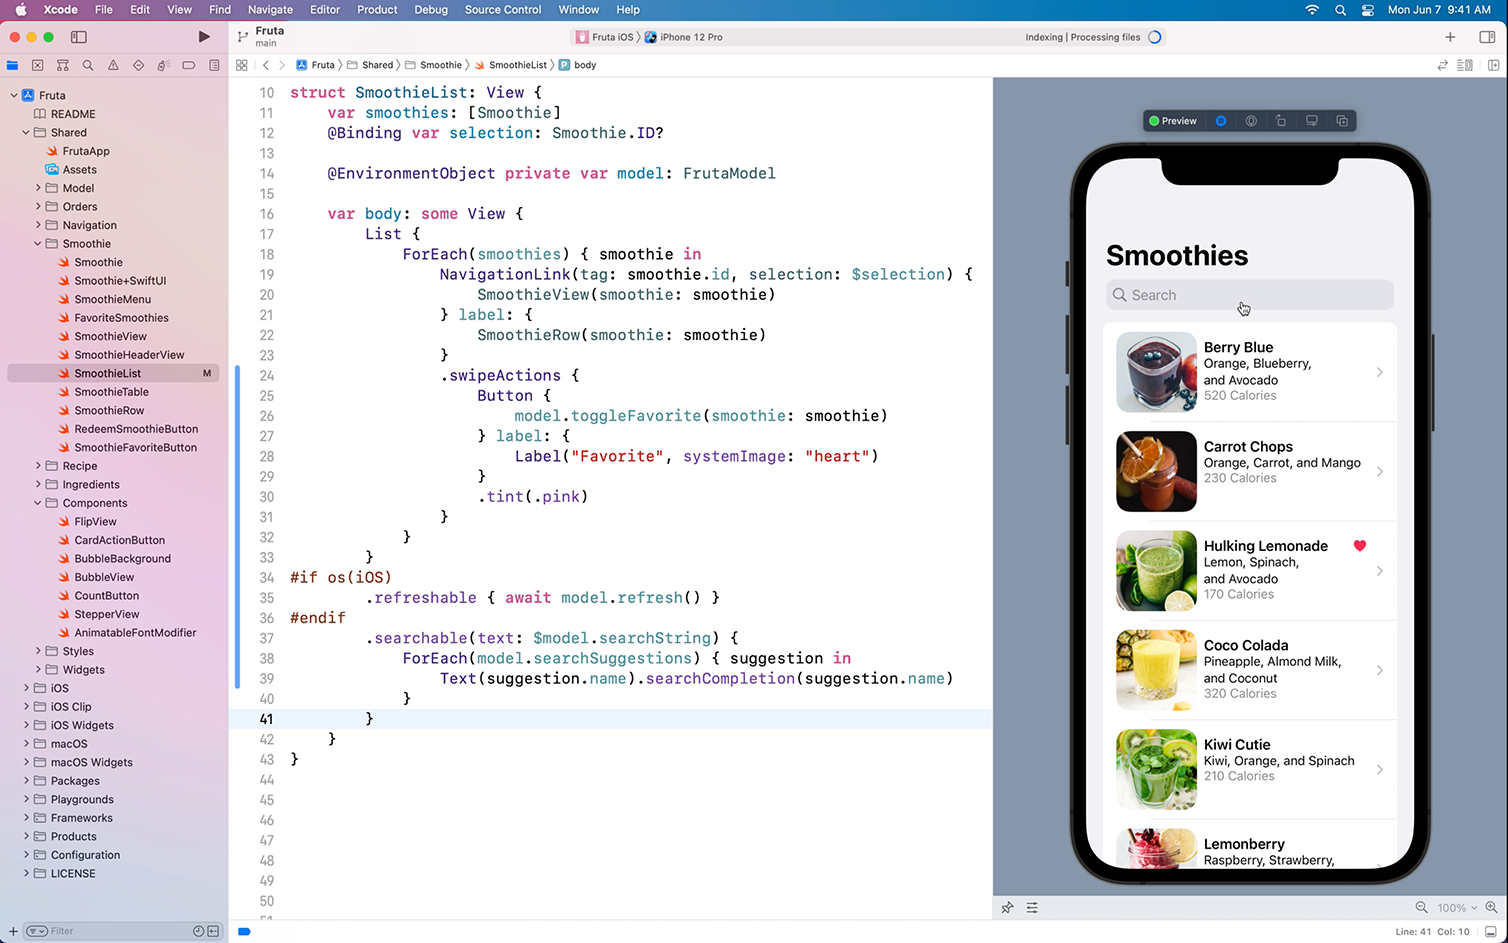 Xcode File Edit View Find Navigate Editor Product Debug Source Control Window Help
Mon Jun 7 9:41 AM
Fruta
main
Fruta iOS
iPhone 12 Pro
Indexing | Processing files
Fruta
Shared
Smoothie
SmoothieList
P body
Fruta
README
Shared
FrutaApp
Assets
Model
Orders
Navigation
Smoothie
Smoothie
Smoothie+SwiftUI
SmoothieMenu
FavoriteSmoothies
SmoothieView
SmoothieHeaderView
SmoothieList M
SmoothieTable
SmoothieRow
RedeemSmoothieButton
SmoothieFavoriteButton
Recipe
Ingredients
Components
FlipView
CardActionButton
BubbleBackground
BubbleView
CountButton
StepperView
AnimatableFontModifier
Styles
Widgets
iOS
iOS Clip
iOS Widgets
macOS
macOS Widgets
Packages
Playgrounds
Frameworks
Products
Configuration
LICENSE
Filter
10 struct SmoothieList: View {
11 var smoothies: [Smoothie]
12 @Binding var selection: Smoothie.ID?
13
14 @EnvironmentObject private var model: FrutaModel
15
16 var body: some View {
17 List {
18 ForEach(smoothies) { smoothie in
19 NavigationLink(tag: smoothie.id, selection: $selection) {
20 SmoothieView(smoothie: smoothie)
21 } label: {
22 SmoothieRow(smoothie: smoothie)
23 }
24 .swipeActions {
25 Button {
26 model.toggleFavorite(smoothie: smoothie)
27 } label: {
28 Label("Favorite", systemImage: "heart")
29 }
30 .tint(.pink)
31 }
32 }
33 }
34 #if os(iOS)
35 .refreshable { await model.refresh() }
36 #endif
37 .searchable(text: $model.searchString) {
38 ForEach(model.searchSuggestions) { suggestion in
39 Text(suggestion.name).searchCompletion(suggestion.name)
40 }
41 }
42 }
43 }
44
45
46
47
48
49
50
51
Preview
Smoothies
Search
Berry Blue
Orange, Blueberry,
and Avocado
520 Calories
Carrot Chops
Orange, Carrot, and Mango
230 Calories
Hulking Lemonade
Lemon, Spinach,
and Avocado
170 Calories
Coco Colada
Pineapple, Almond Milk,
and Coconut
320 Calories
Kiwi Cutie
Kiwi, Orange, and Spinach
210 Calories
Lemonberry
Raspberry, Strawberry,
100%
Line: 41 Col: 10